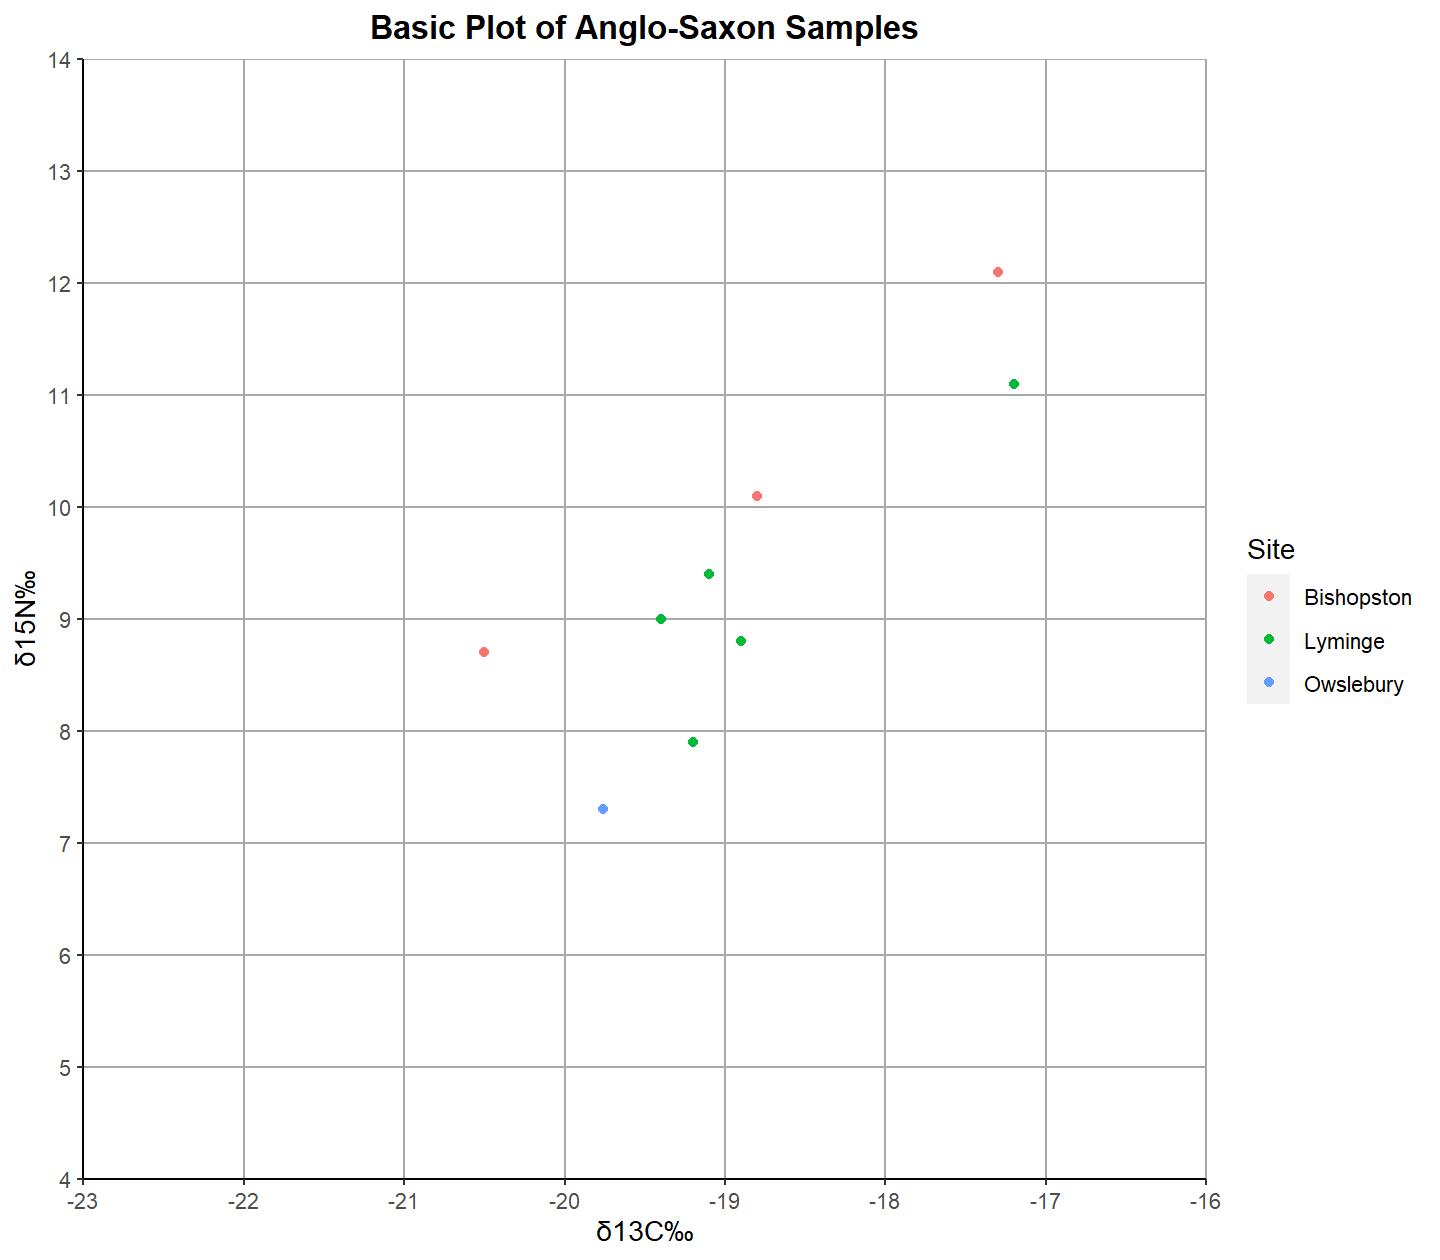 Basic Plot of Anglo-Saxon Samples
14
13
12
11
10
9
8
7
6
5
4
δ15N‰
-23 -22 -21 -20 -19 -18 -17 -16
δ13C‰
Site
Bishopston
Lyminge
Owslebury